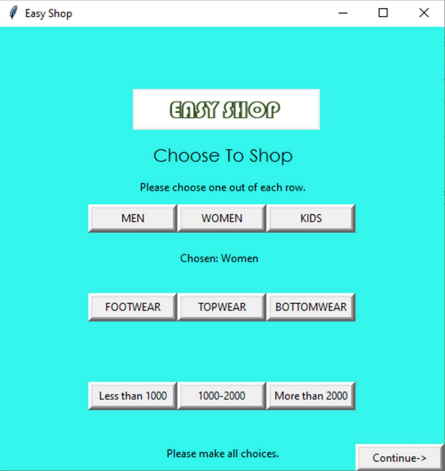 Easy Shop
EASY SHOP
Choose To Shop
Please choose one out of each row.
MEN WOMEN KIDS
Chosen: Women
FOOTWEAR TOPWEAR BOTTOMWEAR
Less than 1000 1000-2000 More than 2000
Please make all choices.
Continue->